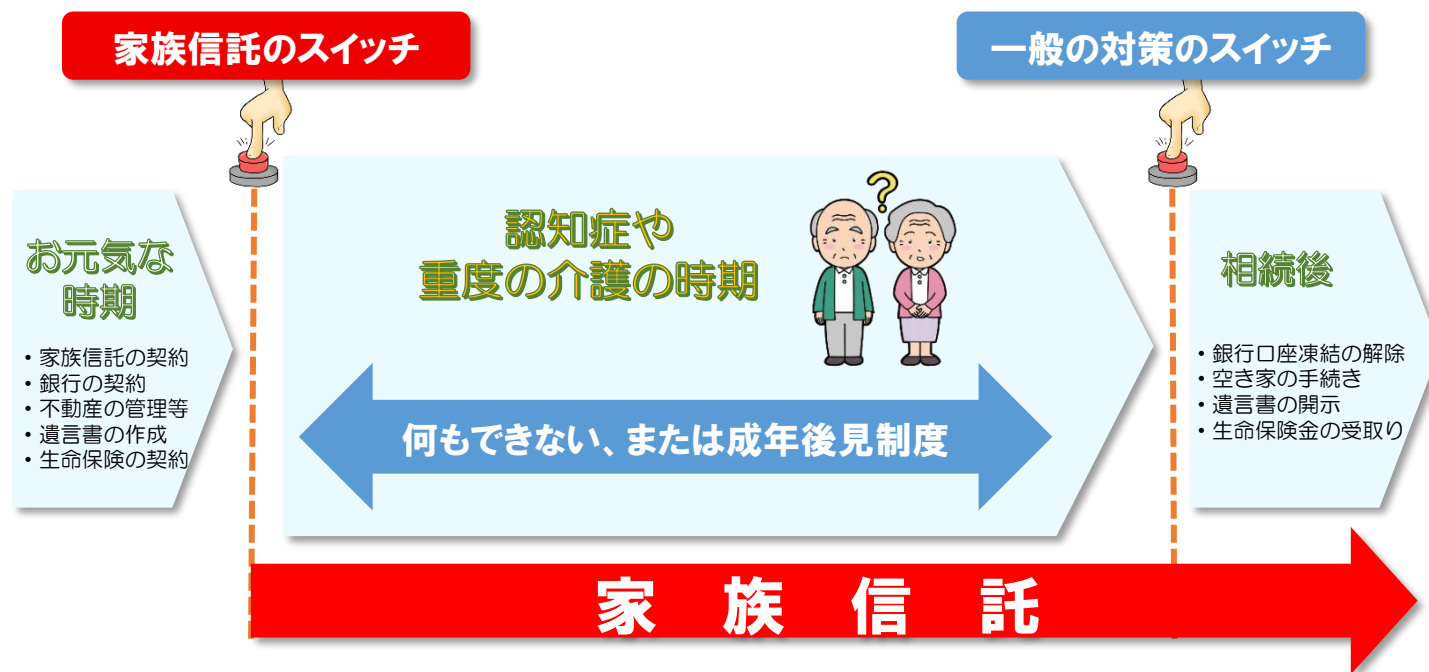 家族信託のスイッチ
一般の対策のスイッチ
お元気な
時期
・家族信託の契約
・銀行の契約
・不動産の管理等
・遺言書の作成
・生命保険の契約
認知症や
重度の介護の時期
?
何もできない、または成年後見制度
相続後
・銀行口座凍結の解除
・空き家の手続き
・遺言書の開示
・生命保険金の受取り
家族信託